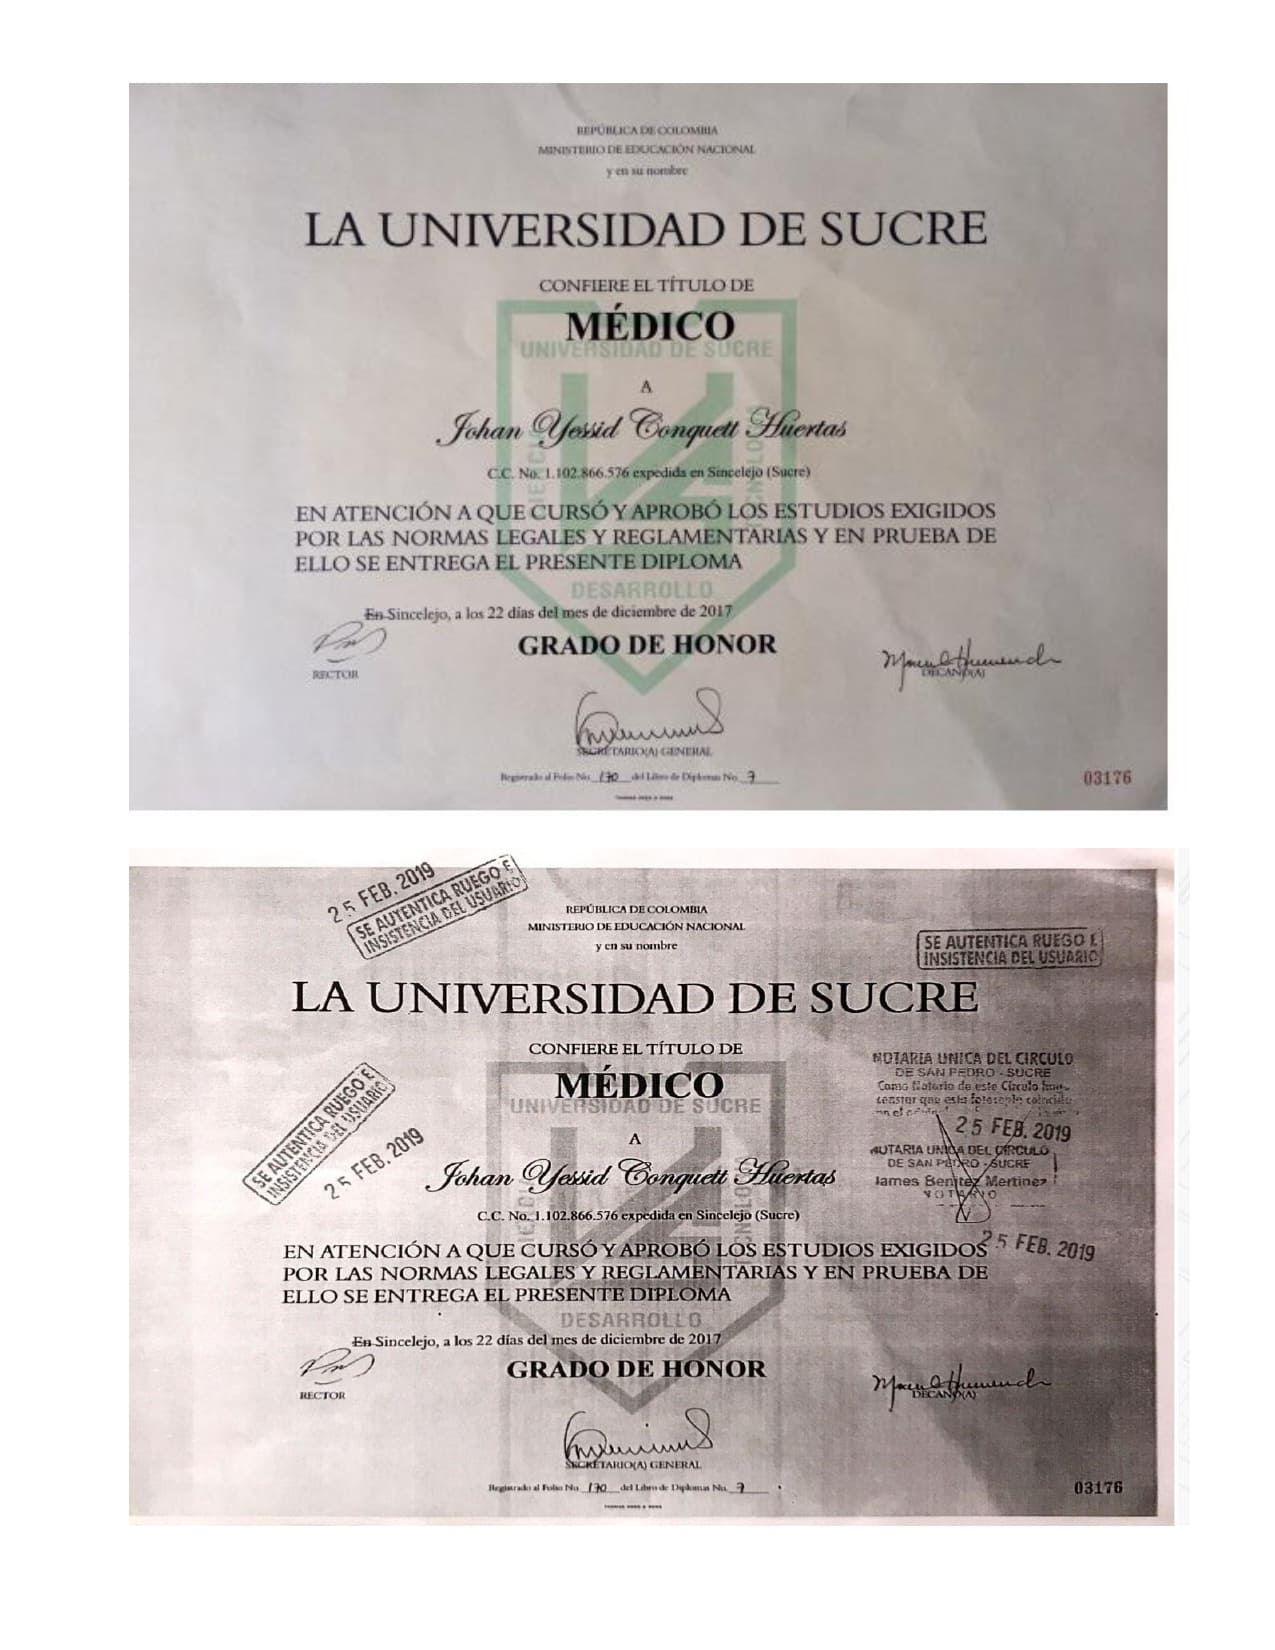 REPÚBLICA DE COLOMBIA
MINISTERIO DE EDUCACIÓN NACIONAL
y en su nombre
LA UNIVERSIDAD DE SUCRE
CONFIERE EL TÍTULO DE
MÉDICO
UNIVERSIDAD DE SUCRE
A
Johan Yessid Conquett Huertas
C.C. No. 1.102.866.576 expedida en Sincelejo (Sucre)
EN ATENCIÓN A QUE CURSÓ Y APROBÓ LOS ESTUDIOS EXIGIDOS
POR LAS NORMAS LEGALES Y REGLAMENTARIAS Y EN PRUEBA DE
ELLO SE ENTREGA EL PRESENTE DIPLOMA
DESARROLLO
En Sincelejo, a los 22 días del mes de diciembre de 2017
GRADO DE HONOR
RECTOR
DECANO(A)
SECRETARIO(A) GENERAL
Registrado al Folio No. 170 del Libro de Diplomas No. 7
03176
25 FEB. 2019
SE AUTENTICA RUEGO E
INSISTENCIA DEL USUARIO
REPÚBLICA DE COLOMBIA
MINISTERIO DE EDUCACIÓN NACIONAL
y en su nombre
SE AUTENTICA RUEGO E
INSISTENCIA DEL USUARIO
LA UNIVERSIDAD DE SUCRE
CONFIERE EL TÍTULO DE
MÉDICO
UNIVERSIDAD DE SUCRE
A
NOTARIA UNICA DEL CIRCULO
DE SAN PEDRO - SUCRE
Como Notario de este Circulo
que esta fotocopia
25 FEB. 2019
NOTARIA UNICA DEL CIRCULO
DE SAN PEDRO - SUCRE
James Benitez Martinez
NOTARIO
SE AUTENTICA RUEGO E
INSISTENCIA DEL USUARIO
25 FEB. 2019
Johan Yessid Conquett Huertas
C.C. No. 1.102.866.576 expedida en Sincelejo (Sucre)
25 FEB. 2019
EN ATENCIÓN A QUE CURSÓ Y APROBÓ LOS ESTUDIOS EXIGIDOS
POR LAS NORMAS LEGALES Y REGLAMENTARIAS Y EN PRUEBA DE
ELLO SE ENTREGA EL PRESENTE DIPLOMA
DESARROLLO
En Sincelejo, a los 22 días del mes de diciembre de 2017
GRADO DE HONOR
RECTOR
DECANO(A)
SECRETARIO(A) GENERAL
Registrado al Folio No. 170 del Libro de Diplomas No. 7
03176